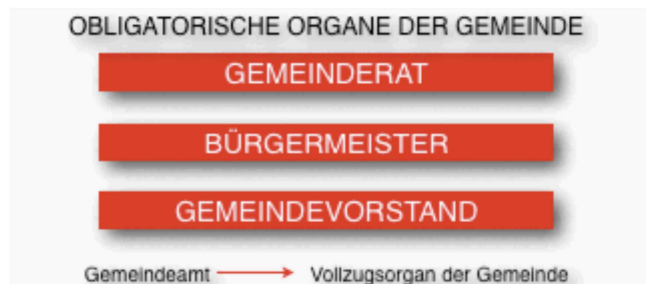 OBLIGATORISCHE ORGANE DER GEMEINDE
GEMEINDERAT
BÜRGERMEISTER
GEMEINDEVORSTAND
Gemeindeamt → Vollzugsorgan der Gemeinde